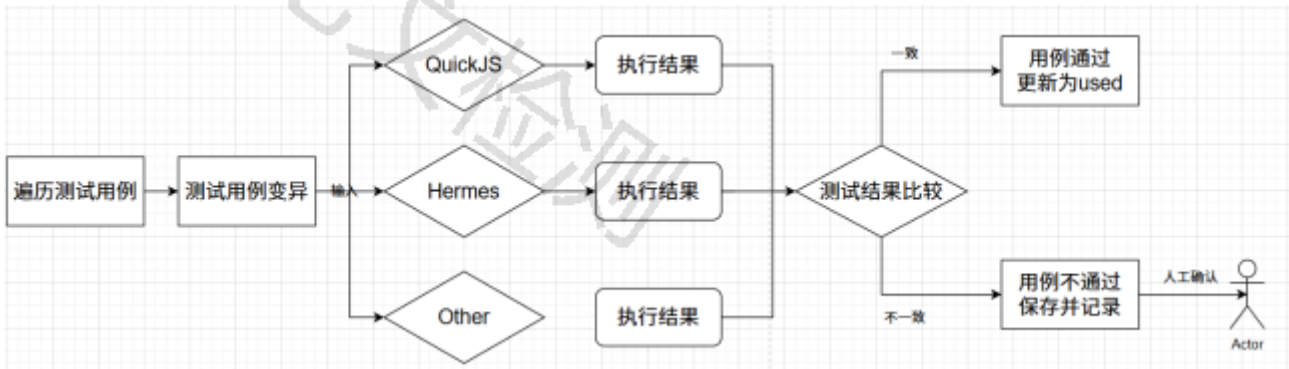 遍历测试用例
测试用例变异
输入
QuickJS
执行结果
Hermes
执行结果
Other
执行结果
测试结果比较
一致
用例通过
更新为used
不一致
用例不通过
保存并记录
人工确认
Actor
文检测